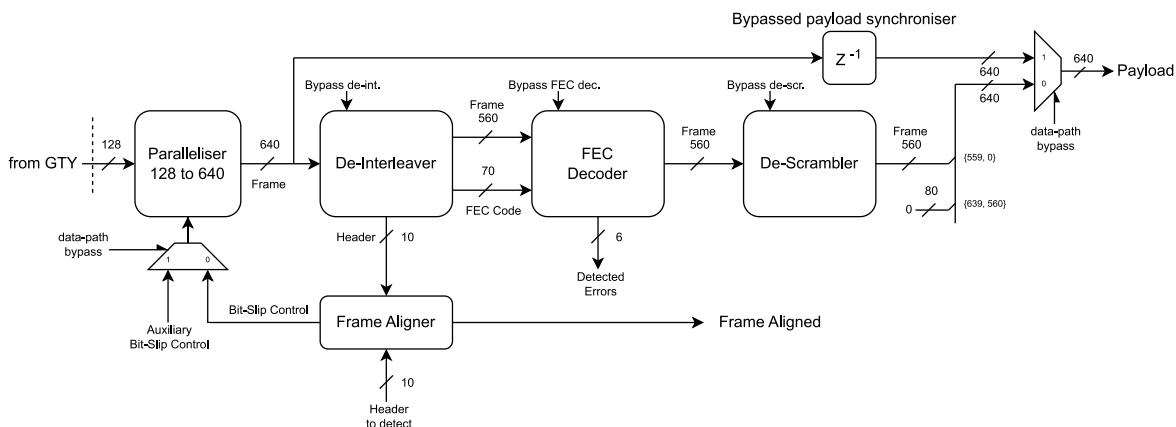 Bypassed payload synchroniser
Z⁻¹
1
0
640
640
640
Payload
data-path
bypass
from GTY
128
Paralleliser
128 to 640
640
Frame
Bypass de-int.
De-Interleaver
Frame
560
70
FEC Code
Bypass FEC dec.
FEC
Decoder
Frame
560
Bypass de-scr.
De-Scrambler
Frame
560
{559, 0}
0
80
{639, 560}
data-path
bypass
1
0
Header
10
6
Detected
Errors
Auxiliary
Bit-Slip Control
Bit-Slip Control
Frame Aligner
Frame Aligned
10
Header
to detect